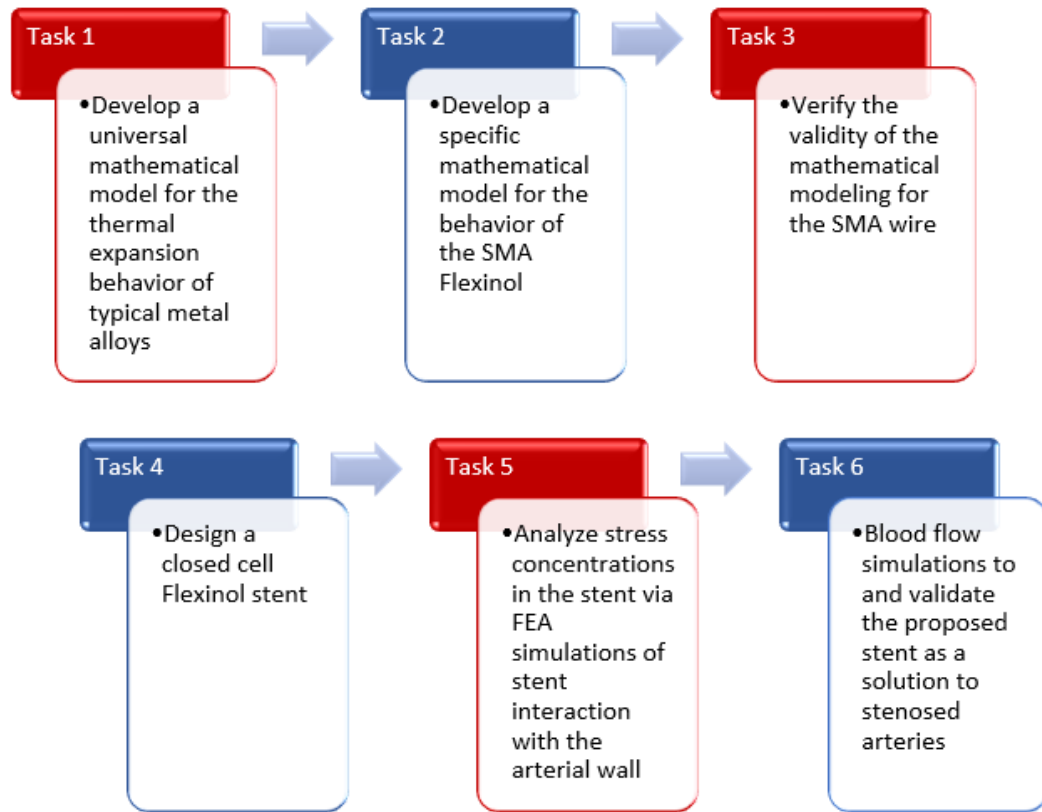 Task 1
•Develop a
universal
mathematical
model for the
thermal
expansion
behavior of
typical metal
alloys
Task 2
•Develop a
specific
mathematical
model for the
behavior of
the SMA
Flexinol
Task 3
•Verify the
validity of the
mathematical
modeling for
the SMA wire
Task 4
•Design a
closed cell
Flexinol stent
Task 5
•Analyze stress
concentrations
in the stent via
FEA
simulations of
stent
interaction
with the
arterial wall
Task 6
•Blood flow
simulations to
and validate
the proposed
stent as a
solution to
stenosed
arteries